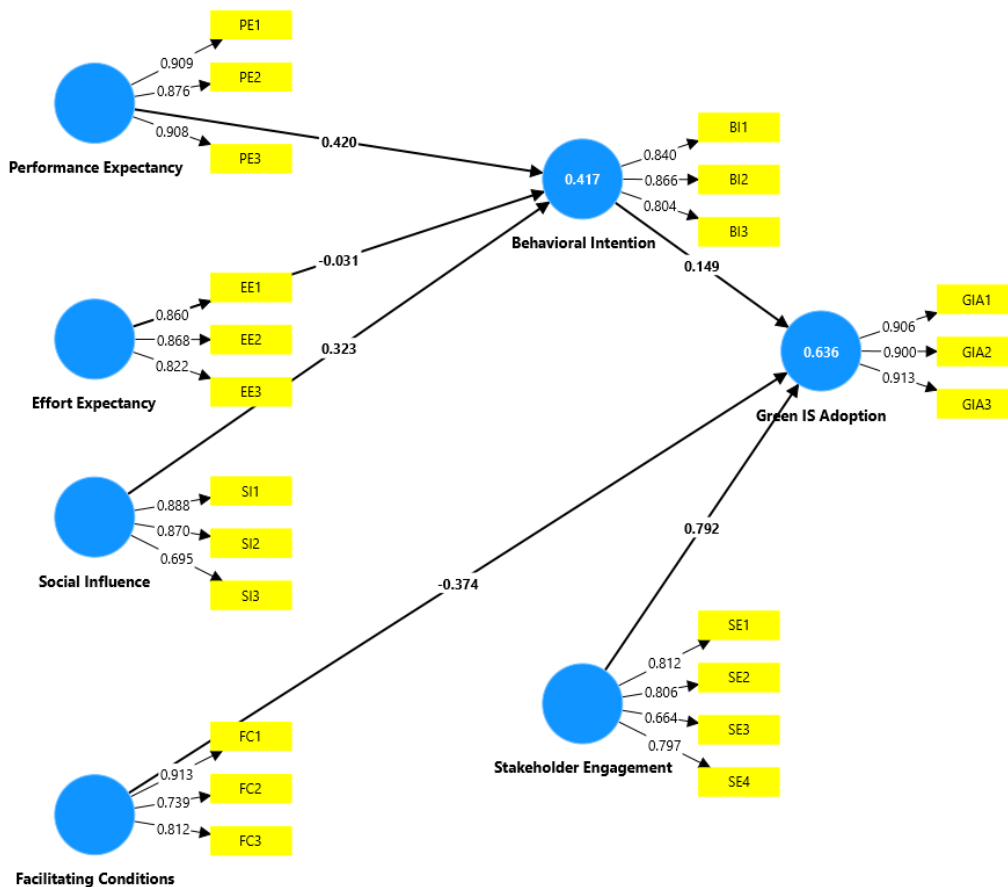 PE1
0.909
PE2
0.876
0.908
PE3
Performance Expectancy
0.420
BI1
0.840
0.417
0.866
BI2
0.804
BI3
Behavioral Intention
-0.031
0.149
EE1
0.860
0.868
EE2
0.822
EE3
Effort Expectancy
0.323
GIA1
0.906
0.636
0.900
GIA2
0.913
GIA3
Green IS Adoption
SI1
0.888
0.870
SI2
0.695
SI3
Social Influence
0.792
-0.374
SE1
0.812
0.806
SE2
0.664
SE3
0.797
SE4
Stakeholder Engagement
FC1
0.913
0.739
FC2
0.812
FC3
Facilitating Conditions